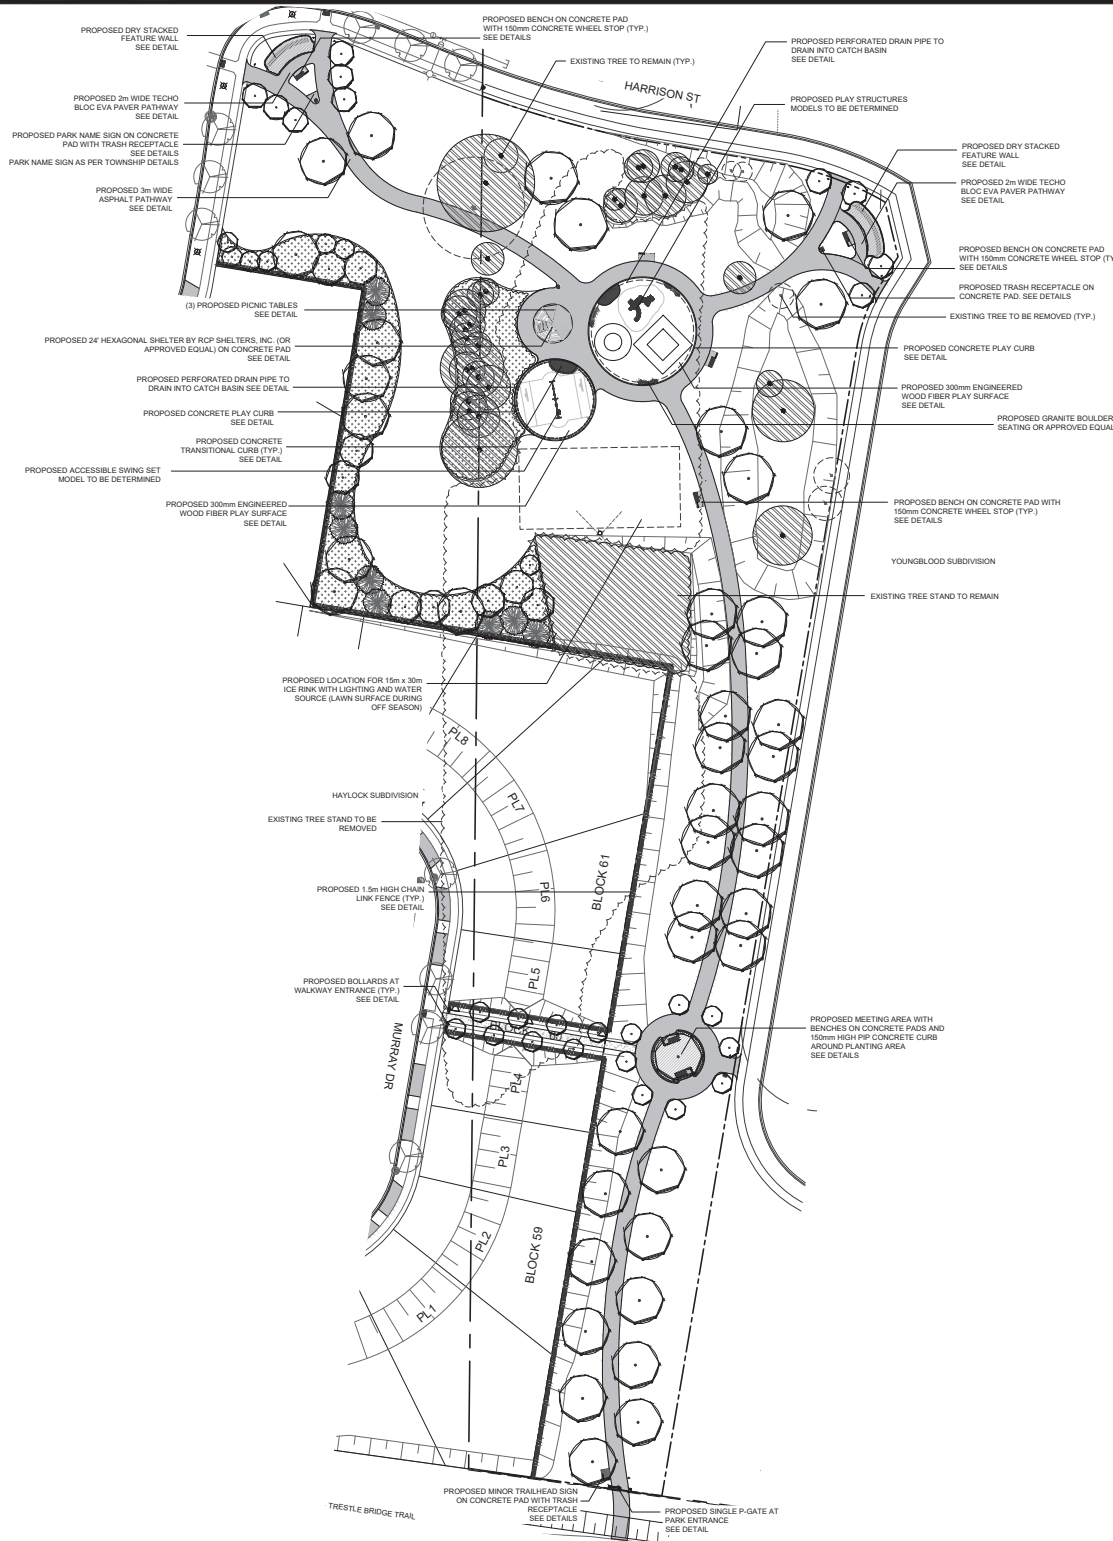 PROPOSED DRY STACKED
FEATURE WALL
SEE DETAIL
PROPOSED BENCH ON CONCRETE PAD
WITH 150mm CONCRETE WHEEL STOP (TYP.)
SEE DETAILS
EXISTING TREE TO REMAIN (TYP.)
PROPOSED PERFORATED DRAIN PIPE TO
DRAIN INTO CATCH BASIN
SEE DETAIL
HARRISON ST
PROPOSED PLAY STRUCTURES
MODELS TO BE DETERMINED
PROPOSED 2m WIDE TECHO
BLOC EVA PAVER PATHWAY
SEE DETAIL
PROPOSED PARK NAME SIGN ON CONCRETE
PAD WITH TRASH RECEPTACLE
SEE DETAILS
PARK NAME SIGN AS PER TOWNSHIP DETAILS
PROPOSED 3m WIDE
ASPHALT PATHWAY
SEE DETAIL
PROPOSED DRY STACKED
FEATURE WALL
SEE DETAIL
PROPOSED 2m WIDE TECHO
BLOC EVA PAVER PATHWAY
SEE DETAIL
PROPOSED BENCH ON CONCRETE PAD
WITH 150mm CONCRETE WHEEL STOP (TY
SEE DETAILS
PROPOSED TRASH RECEPTACLE ON
CONCRETE PAD. SEE DETAILS
EXISTING TREE TO BE REMOVED (TYP.)
PROPOSED CONCRETE PLAY CURB
SEE DETAIL
PROPOSED 300mm ENGINEERED
WOOD FIBER PLAY SURFACE
SEE DETAIL
PROPOSED GRANITE BOULDER
SEATING OR APPROVED EQUAL
(3) PROPOSED PICNIC TABLES
SEE DETAIL
PROPOSED 24' HEXAGONAL SHELTER BY RCP SHELTERS, INC. (OR
APPROVED EQUAL) ON CONCRETE PAD
SEE DETAIL
PROPOSED PERFORATED DRAIN PIPE TO
DRAIN INTO CATCH BASIN SEE DETAIL
PROPOSED CONCRETE PLAY CURB
SEE DETAIL
PROPOSED CONCRETE
TRANSITIONAL CURB (TYP.)
SEE DETAIL
PROPOSED ACCESSIBLE SWING SET
MODEL TO BE DETERMINED
PROPOSED 300mm ENGINEERED
WOOD FIBER PLAY SURFACE
SEE DETAIL
PROPOSED BENCH ON CONCRETE PAD WITH
150mm CONCRETE WHEEL STOP (TYP.)
SEE DETAILS
YOUNGBLOOD SUBDIVISION
EXISTING TREE STAND TO REMAIN
PROPOSED LOCATION FOR 15m x 30m
ICE RINK WITH LIGHTING AND WATER
SOURCE (LAWN SURFACE DURING
OFF SEASON)
HAYLOCK SUBDIVISION
EXISTING TREE STAND TO BE
REMOVED
PL8
PL7
PL6
PL5
BLOCK 61
PROPOSED 1.5m HIGH CHAIN
LINK FENCE (TYP.)
SEE DETAIL
PROPOSED BOLLARDS AT
WALKWAY ENTRANCE (TYP.)
SEE DETAIL
MURRAY DR
PROPOSED MEETING AREA WITH
BENCHES ON CONCRETE PADS AND
150mm HIGH PIP CONCRETE CURB
AROUND PLANTING AREA
SEE DETAILS
PL4
PL3
PL2
PL1
BLOCK 59
PROPOSED MINOR TRAILHEAD SIGN
ON CONCRETE PAD WITH TRASH
RECEPTACLE
SEE DETAILS
PROPOSED SINGLE P-GATE AT
PARK ENTRANCE
SEE DETAIL
TRESTLE BRIDGE TRAIL